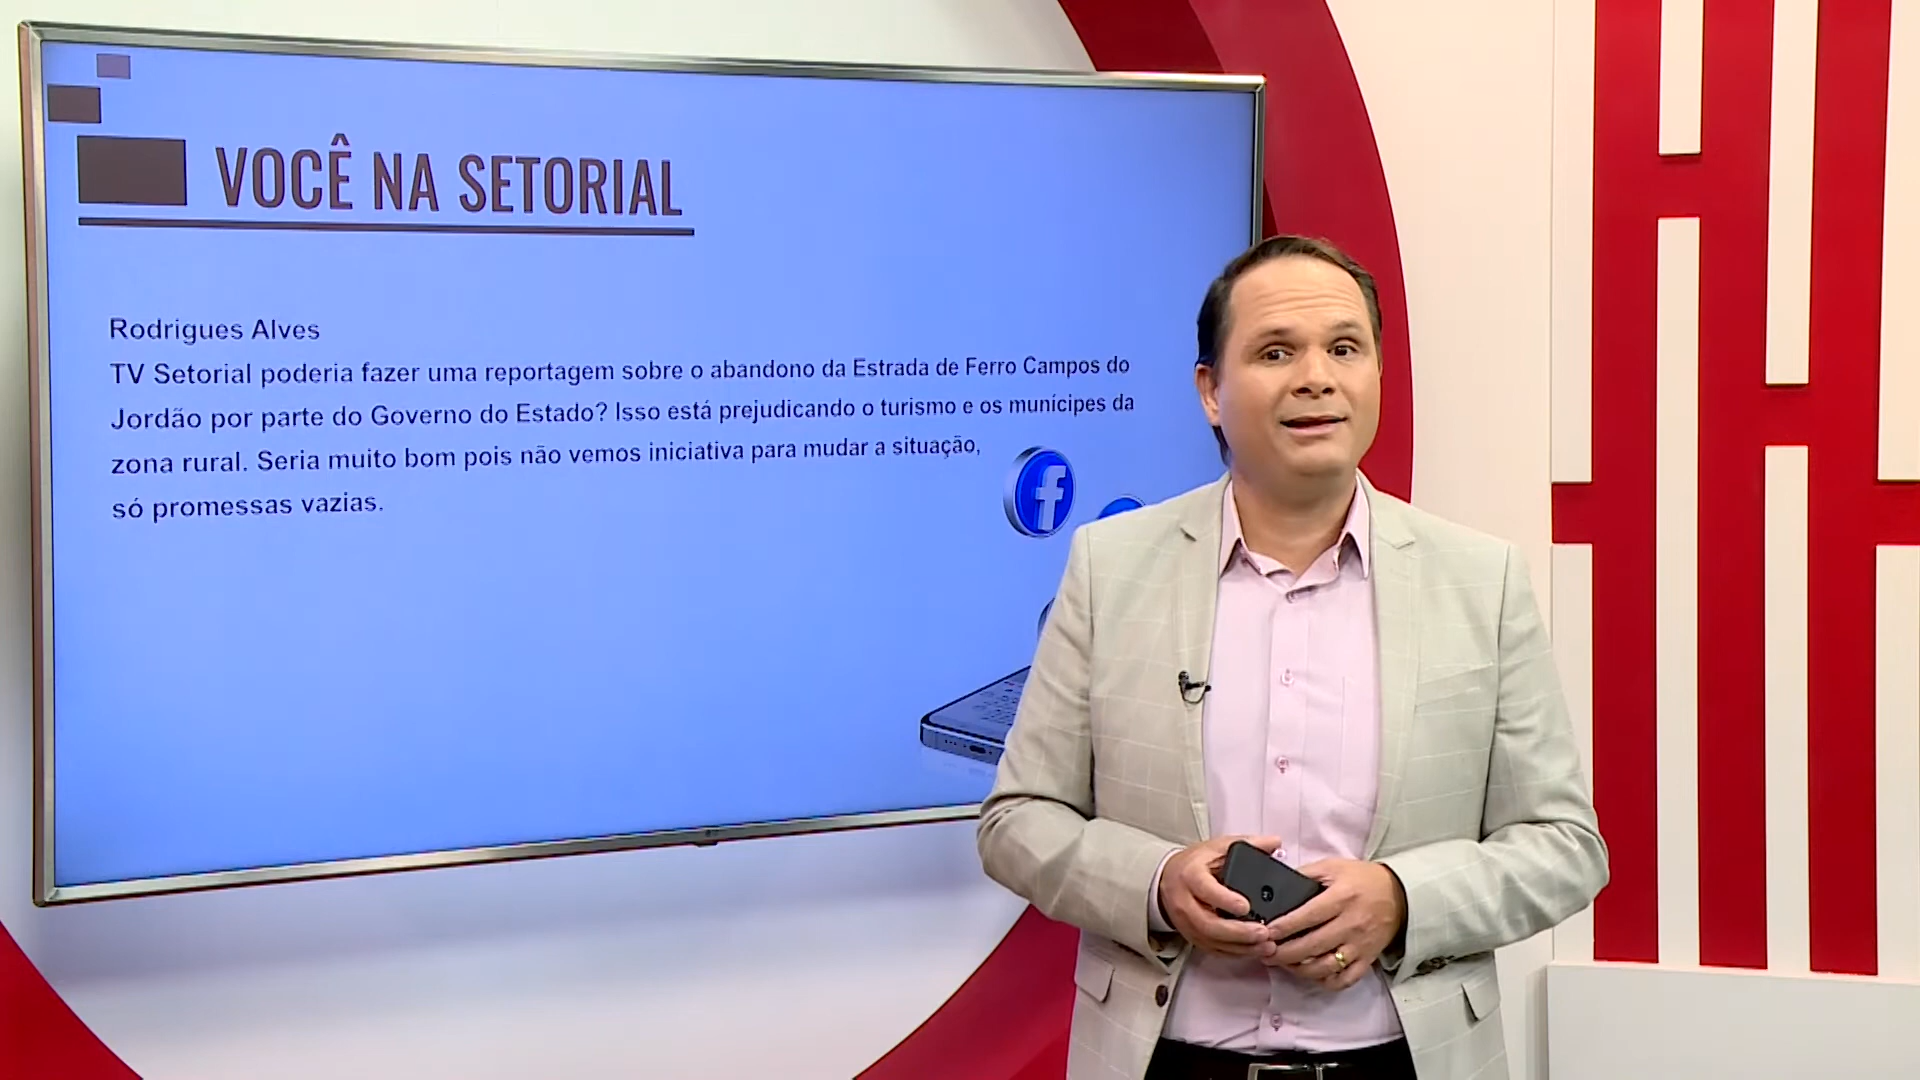 VOCÊ NA SETORIAL
Rodrigues Alves
TV Setorial poderia fazer uma reportagem sobre o abandono da Estrada de Ferro Campos do
Jordão por parte do Governo do Estado? Isso está prejudicando o turismo e os munícipes da
zona rural. Seria muito bom pois não vemos iniciativa para mudar a situação,
só promessas vazias.